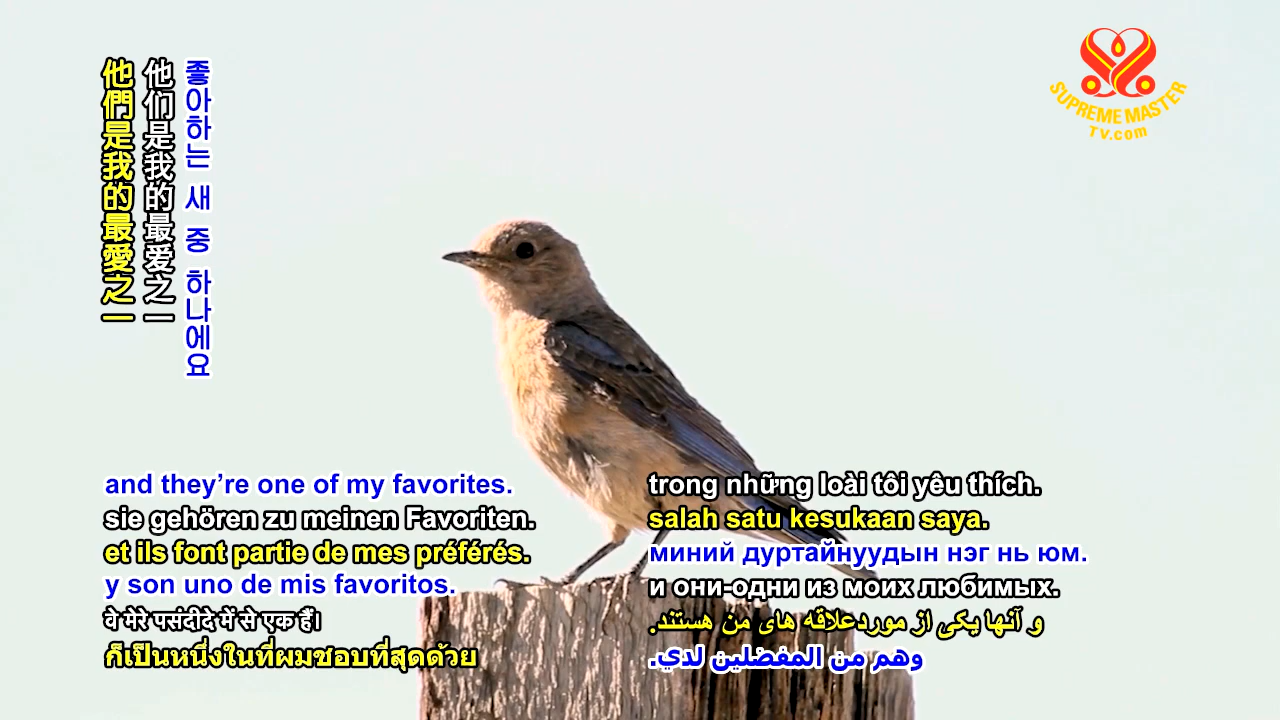 他們是我的最愛之一
他们是我的最爱之一
좋아하는 새 중 하나에요
SUPREME MASTER
TV.com
and they’re one of my favorites.
sie gehören zu meinen Favoriten.
et ils font partie de mes préférés.
y son uno de mis favoritos.
वे मेरे पसंदीदे में से एक हैं।
ก็เป็นหนึ่งในที่ผมชอบที่สุดด้วย
trong những loài tôi yêu thích.
salah satu kesukaan saya.
миний дуртайнуудын нэг нь юм.
и они-одни из моих любимых.
و آنها یکی از موردعلاقه های من هستند.
وهم من المفضلين لدي.